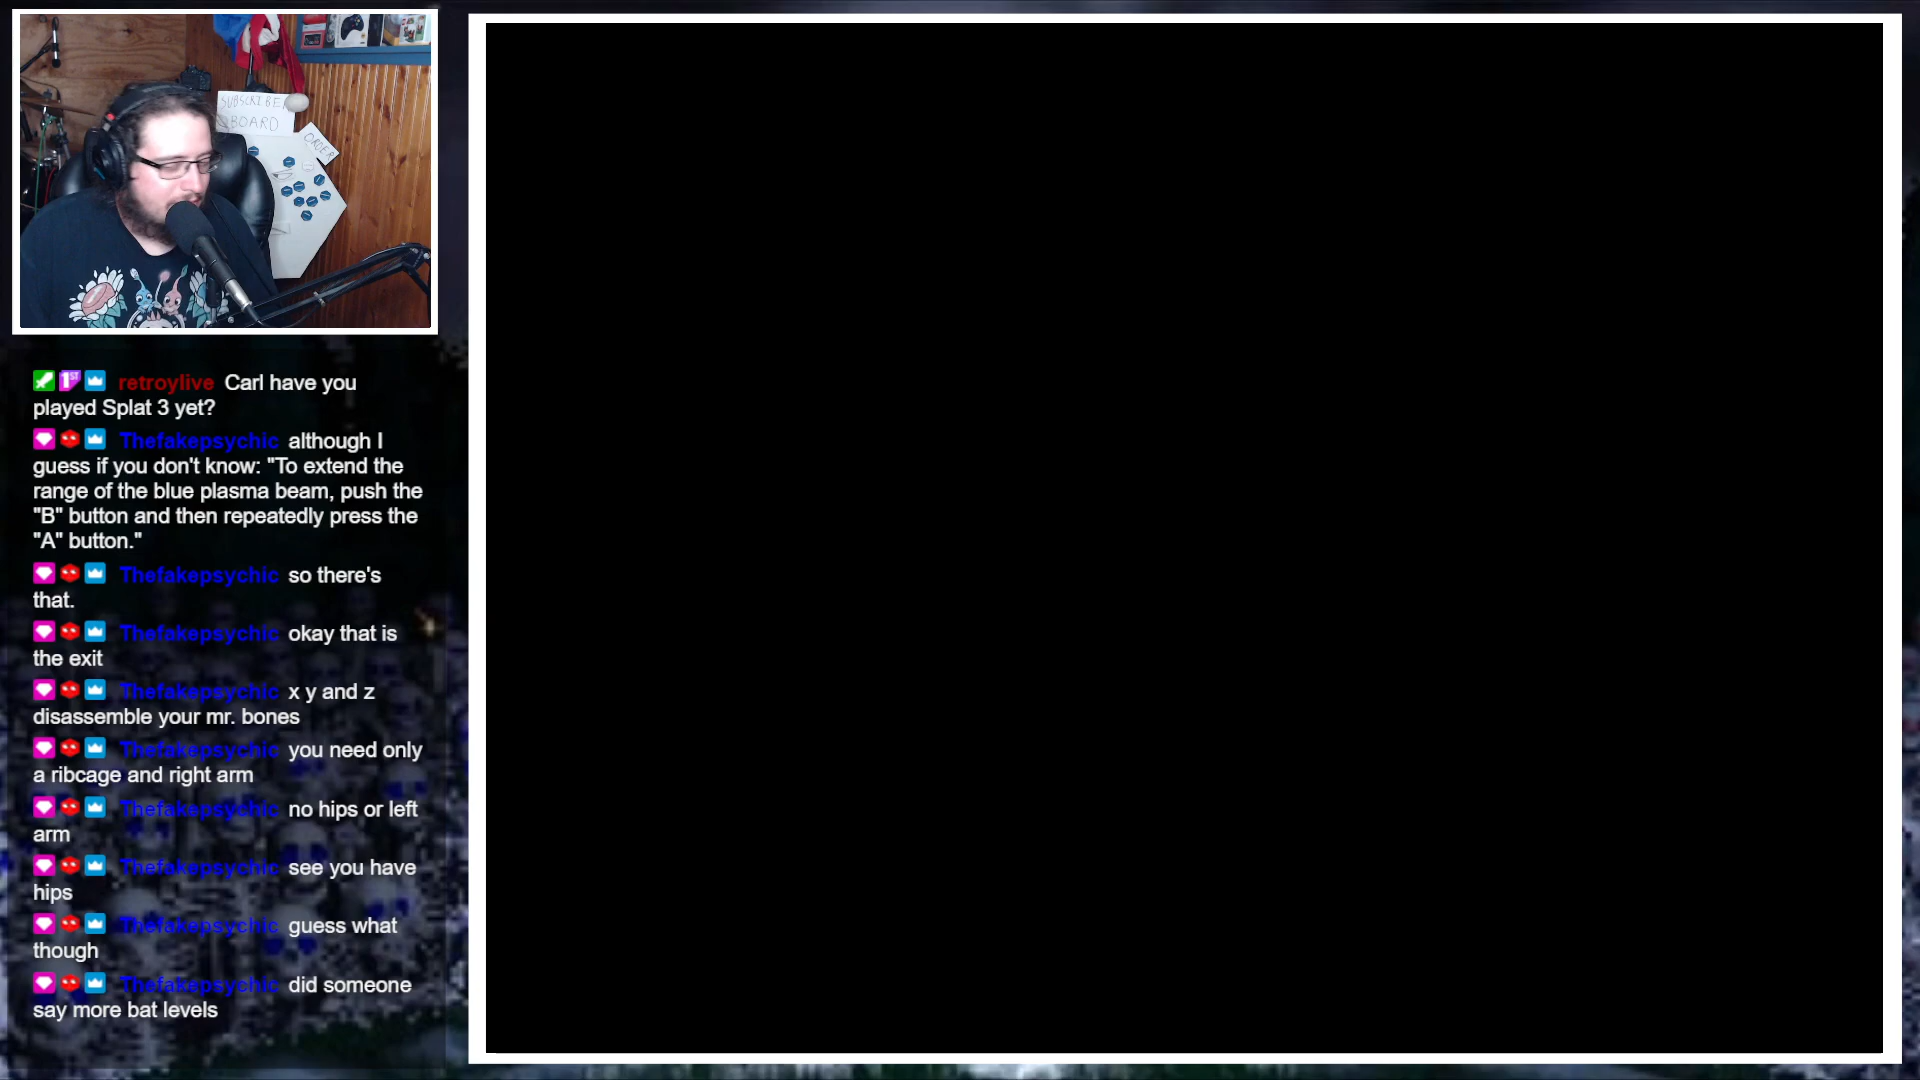 SUBSCRIBER
BOARD
ORDER
1ST retroylive Carl have you
played Splat 3 yet?
Thefakepsychic although I
guess if you don't know: "To extend the
range of the blue plasma beam, push the
"B" button and then repeatedly press the
"A" button."
Thefakepsychic so there's
that.
Thefakepsychic okay that is
the exit
Thefakepsychic x y and z
disassemble your mr. bones
Thefakepsychic you need only
a ribcage and right arm
Thefakepsychic no hips or left
arm
Thefakepsychic see you have
hips
Thefakepsychic guess what
though
Thefakepsychic did someone
say more bat levels